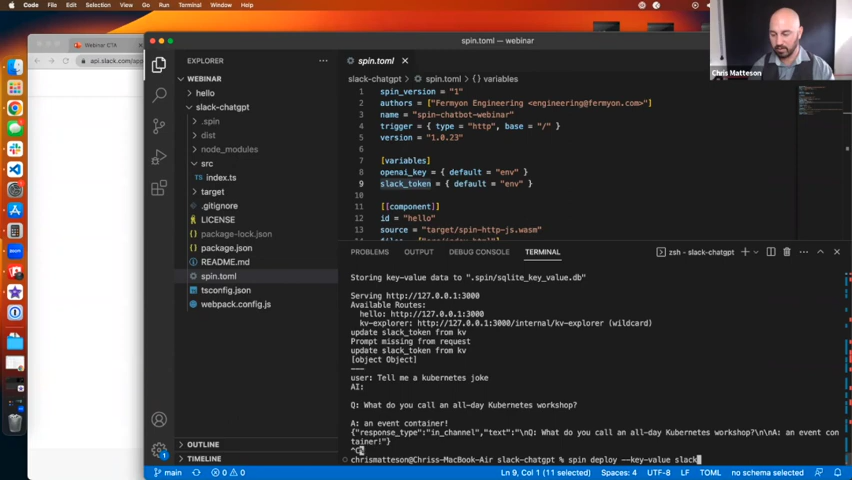 Code File Edit Selection View Go Run Terminal Window Help
Webinar CTA
api.slack.com/app
spin.toml — webinar
Chris Matteson
EXPLORER
WEBINAR
hello
slack-chatgpt
.spin
dist
node_modules
src
index.ts
target
.gitignore
LICENSE
package-lock.json
package.json
README.md
spin.toml
tsconfig.json
webpack.config.js
OUTLINE
TIMELINE
spin.toml
slack-chatgpt > spin.toml > {} variables
1 spin_version = "1"
2 authors = ["Fermyon Engineering <engineering@fermyon.com>"]
3 name = "spin-chatbot-webinar"
4 trigger = { type = "http", base = "/" }
5 version = "1.0.23"
6
7 [variables]
8 openai_key = { default = "env" }
9 slack_token = { default = "env" }
10
11 [[component]]
12 id = "hello"
13 source = "target/spin-http-js.wasm"
PROBLEMS OUTPUT DEBUG CONSOLE TERMINAL
zsh - slack-chatgpt
Storing key-value data to ".spin/sqlite_key_value.db"
Serving http://127.0.0.1:3000
Available Routes:
hello: http://127.0.0.1:3000
kv-explorer: http://127.0.0.1:3000/internal/kv-explorer (wildcard)
update slack_token from kv
Prompt missing from request
update slack_token from kv
[object Object]
---
user: Tell me a kubernetes joke
AI:
Q: What do you call an all-day Kubernetes workshop?
A: an event container!
{"response_type":"in_channel","text":"\nQ: What do you call an all-day Kubernetes workshop?\n\nA: an event con
tainer!"}
chrismatteson@Chriss-MacBook-Air slack-chatgpt % spin deploy --key-value slack
main 0 0 Ln 9, Col 1 (11 selected) Spaces: 4 UTF-8 LF TOML no schema selected